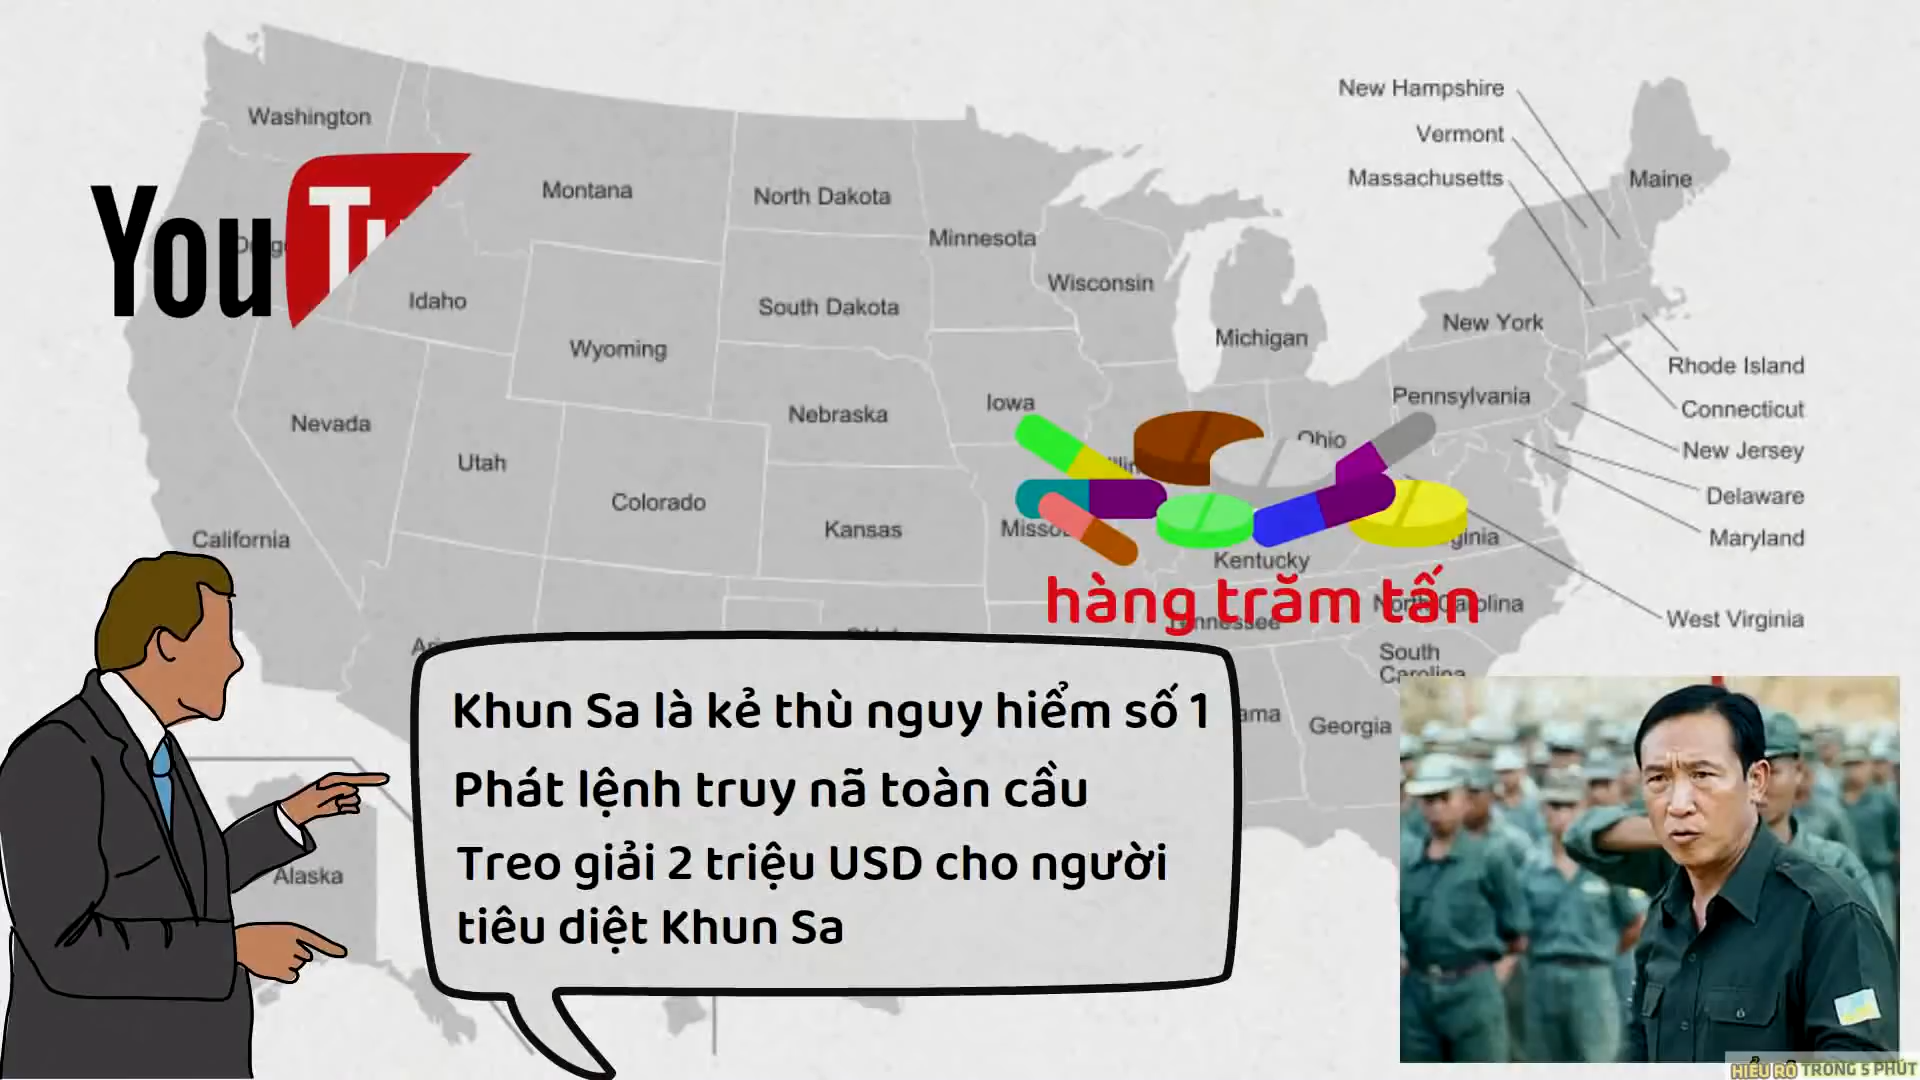 Washington
Montana
North Dakota
Minnesota
New Hampshire
Vermont
Massachusetts
Maine
YouTu
Idaho
Wyoming
South Dakota
Wisconsin
Michigan
New York
Rhode Island
Connecticut
New Jersey
Delaware
Maryland
West Virginia
Pennsylvania
Nevada
Utah
Colorado
Nebraska
Iowa
Ohio
California
Kansas
Kentucky
hàng trăm tấn
South
Carolina
Georgia
Alaska
Khun Sa là kẻ thù nguy hiểm số 1
Phát lệnh truy nã toàn cầu
Treo giải 2 triệu USD cho người
tiêu diệt Khun Sa
HIỂU RÕ TRONG 5 PHÚT